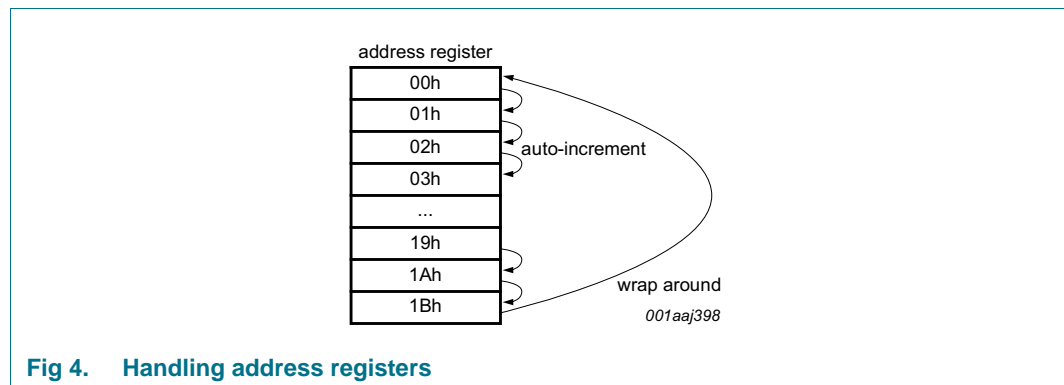 address register
00h
01h
02h
auto-increment
03h
...
19h
1Ah
wrap around
1Bh
001aaj398
Fig 4. Handling address registers